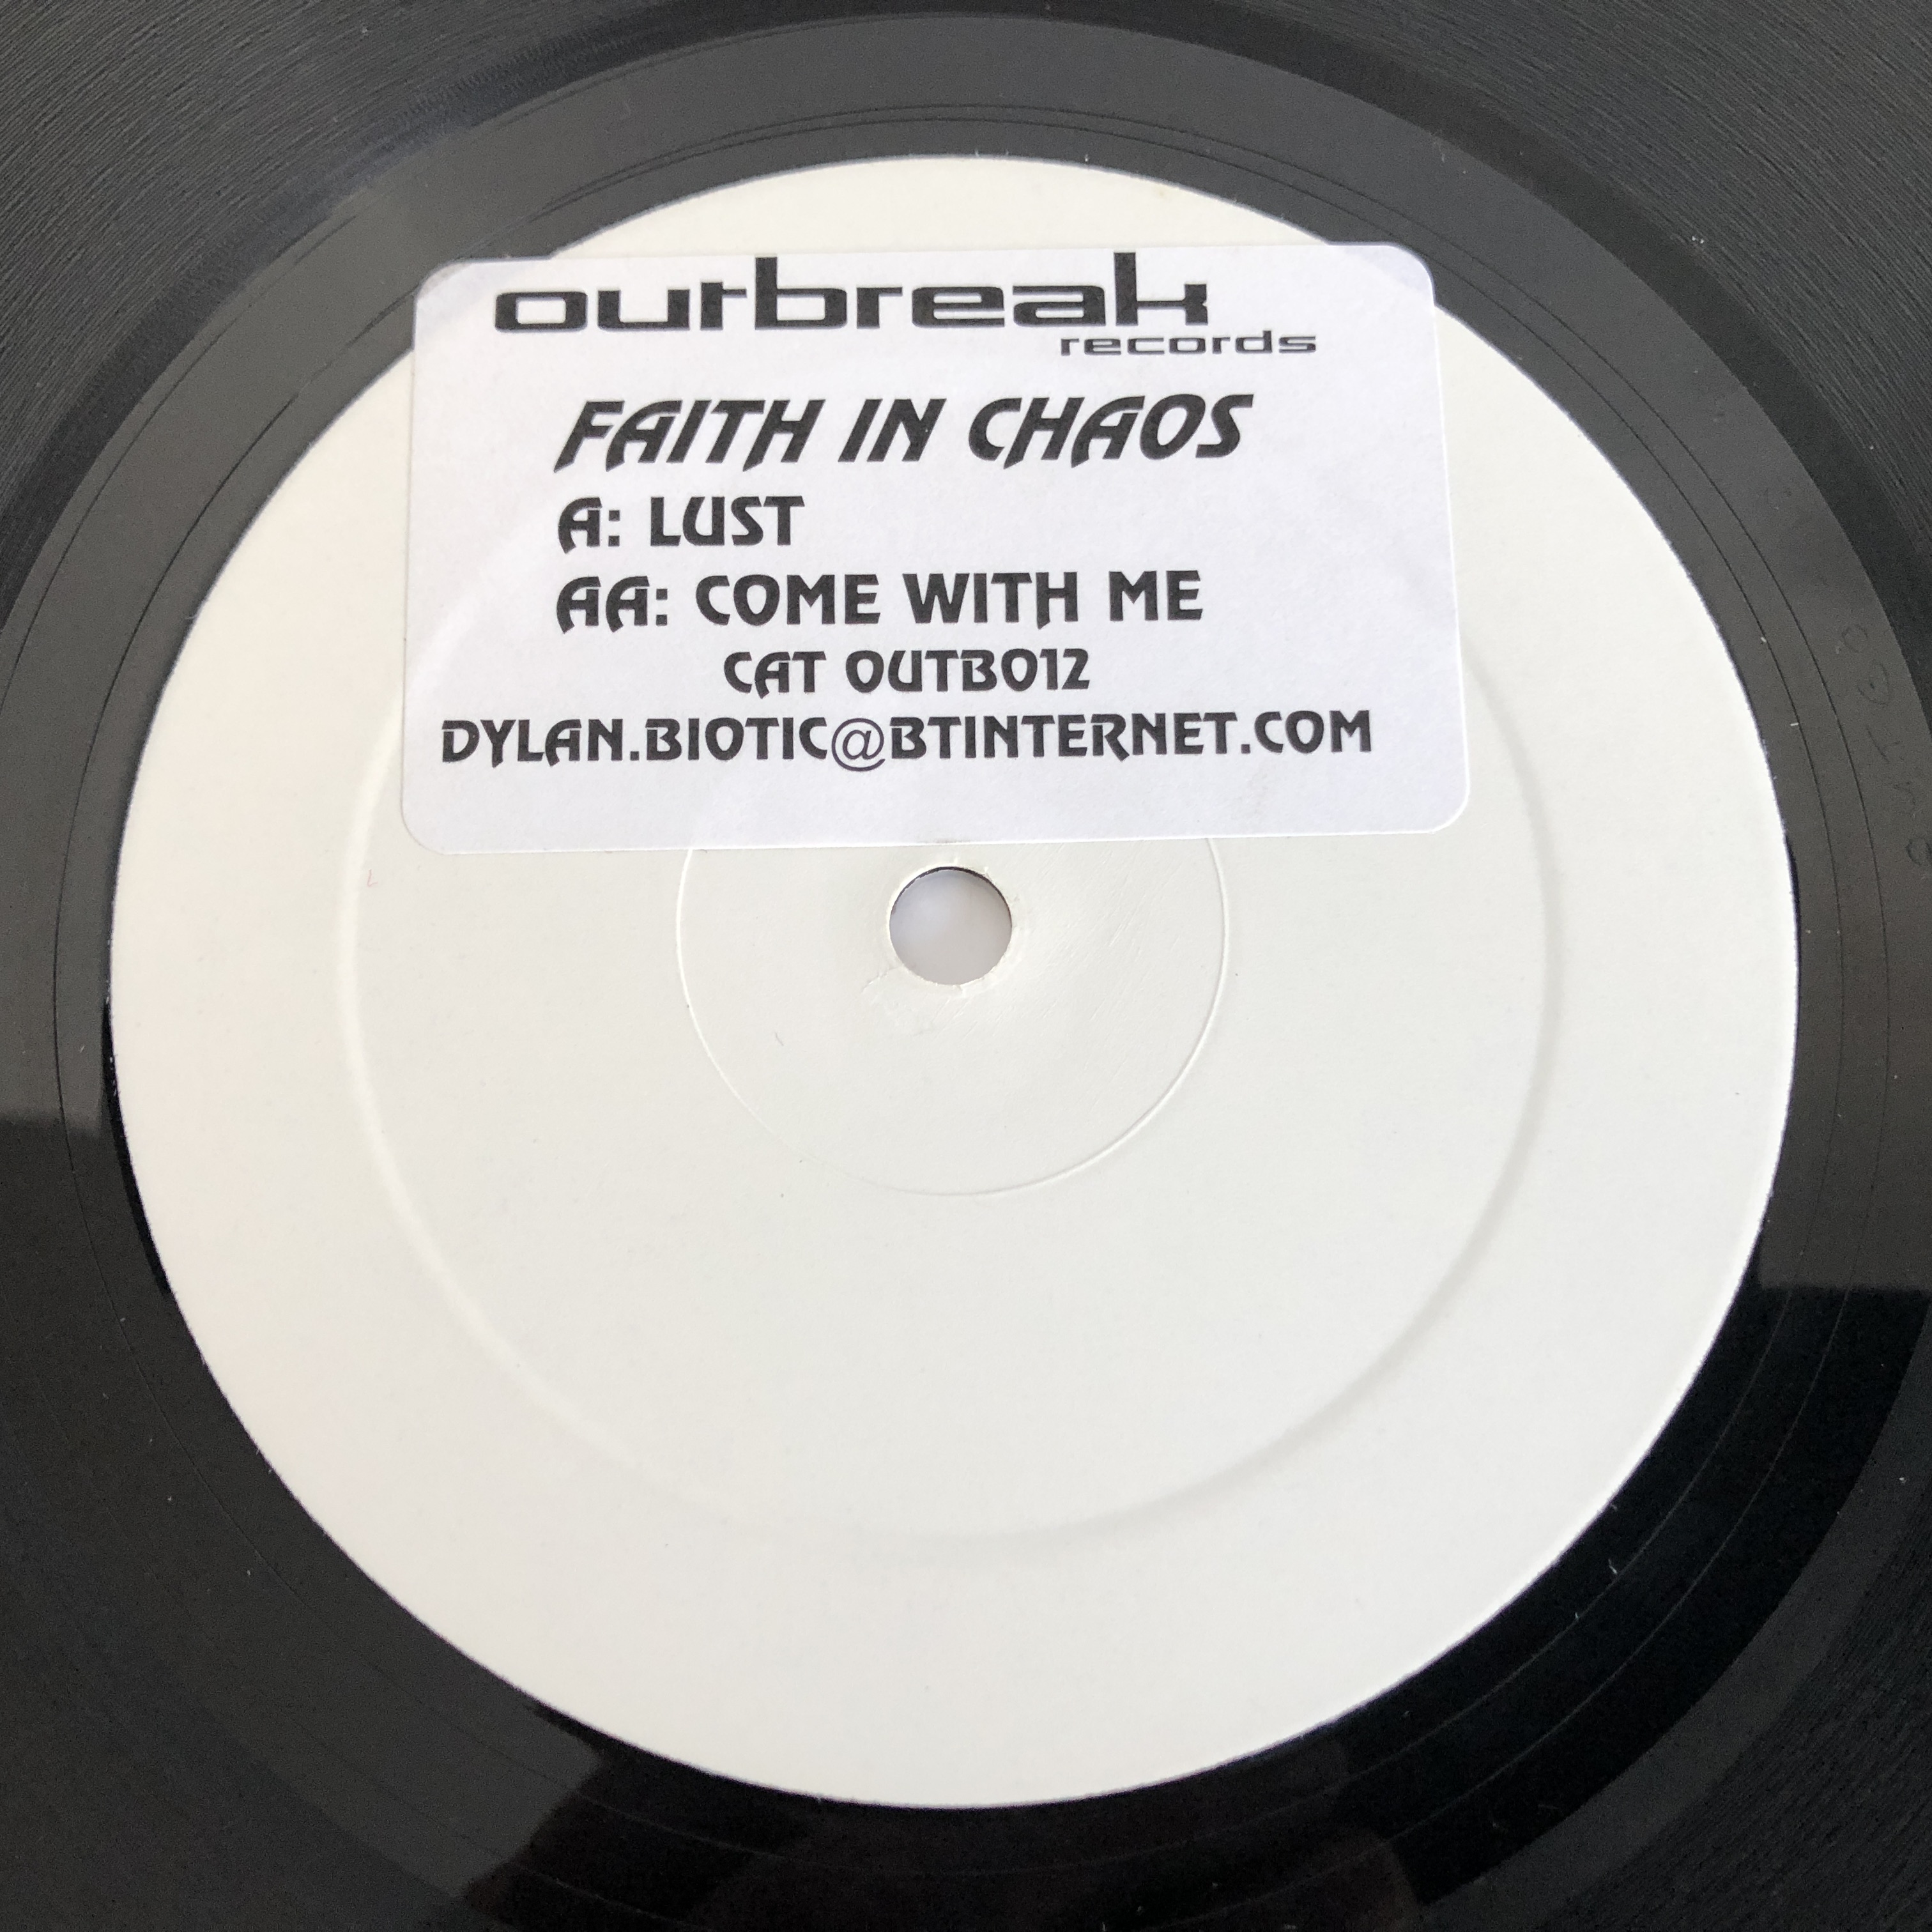 outbreak
records
FAITH IN CHAOS
A: LUST
AA: COME WITH ME
CAT OUTB012
DYLAN.BIOTIC@BTINTERNET.COM